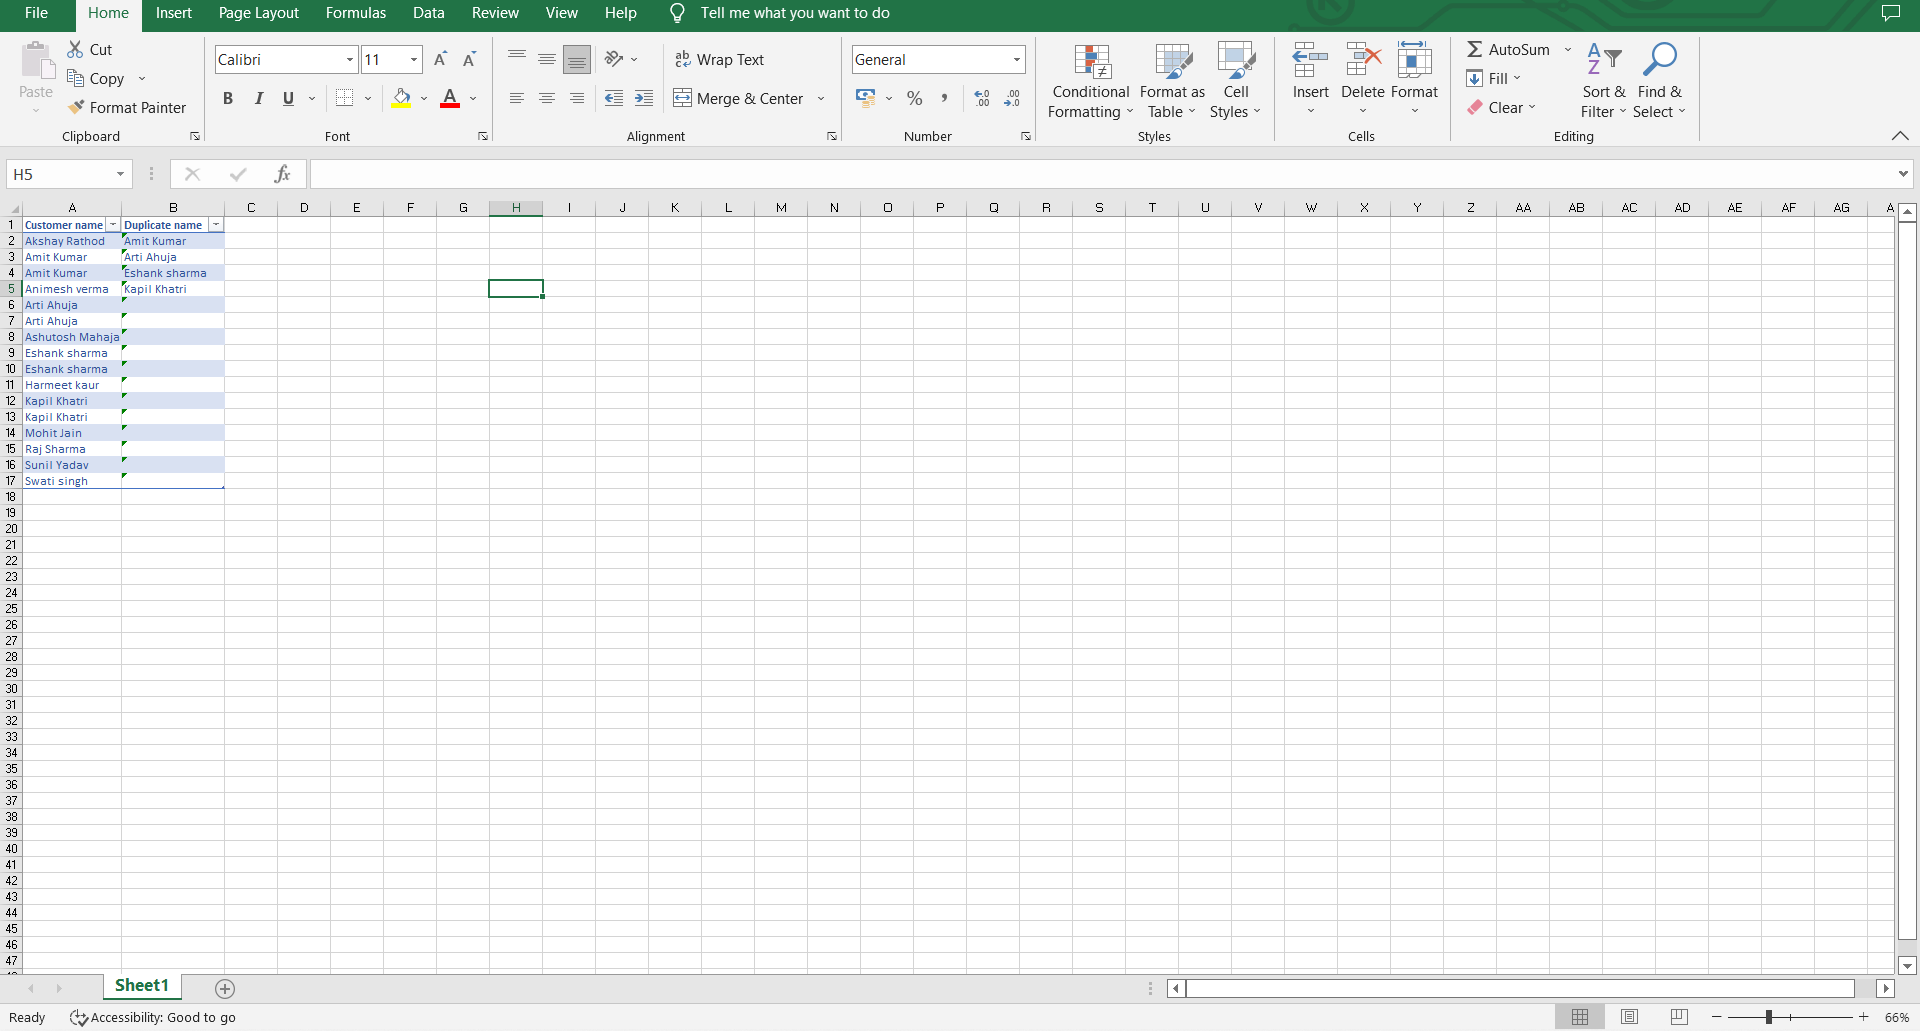 File Home Insert Page Layout Formulas Data Review View Help Tell me what you want to do
Paste
Cut
Copy
Format Painter
Clipboard
Calibri 11
B I U
Font
Wrap Text
Merge & Center
Alignment
General
Number
Conditional Formatting
Format as Table
Cell Styles
Styles
Insert Delete Format
Cells
AutoSum
Fill
Clear
Sort & Filter
Find & Select
Editing
H5
fx
A B C D E F G H I J K L M N O P Q R S T U V W X Y Z AA AB AC AD AE AF AG A
1 Customer name Duplicate name
2 Akshay Rathod Amit Kumar
3 Amit Kumar Arti Ahuja
4 Amit Kumar Eshank sharma
5 Animesh verma Kapil Khatri
6 Arti Ahuja
7 Arti Ahuja
8 Ashutosh Mahaja
9 Eshank sharma
10 Eshank sharma
11 Harmeet kaur
12 Kapil Khatri
13 Kapil Khatri
14 Mohit Jain
15 Raj Sharma
16 Sunil Yadav
17 Swati singh
18
19
20
21
22
23
24
25
26
27
28
29
30
31
32
33
34
35
36
37
38
39
40
41
42
43
44
45
46
47
Sheet1
Ready Accessibility: Good to go 66%